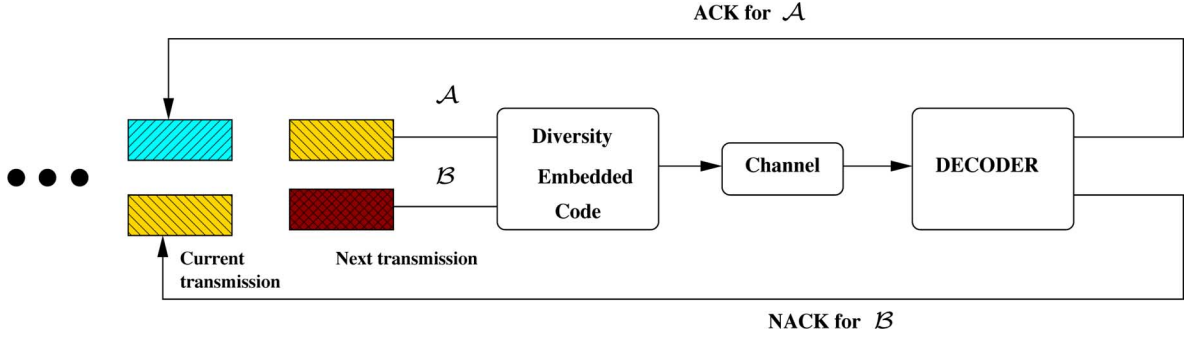 ACK for 𝒜
𝒜
Diversity
Embedded
Code
Channel
DECODER
ℬ
Current
transmission
Next transmission
NACK for ℬ